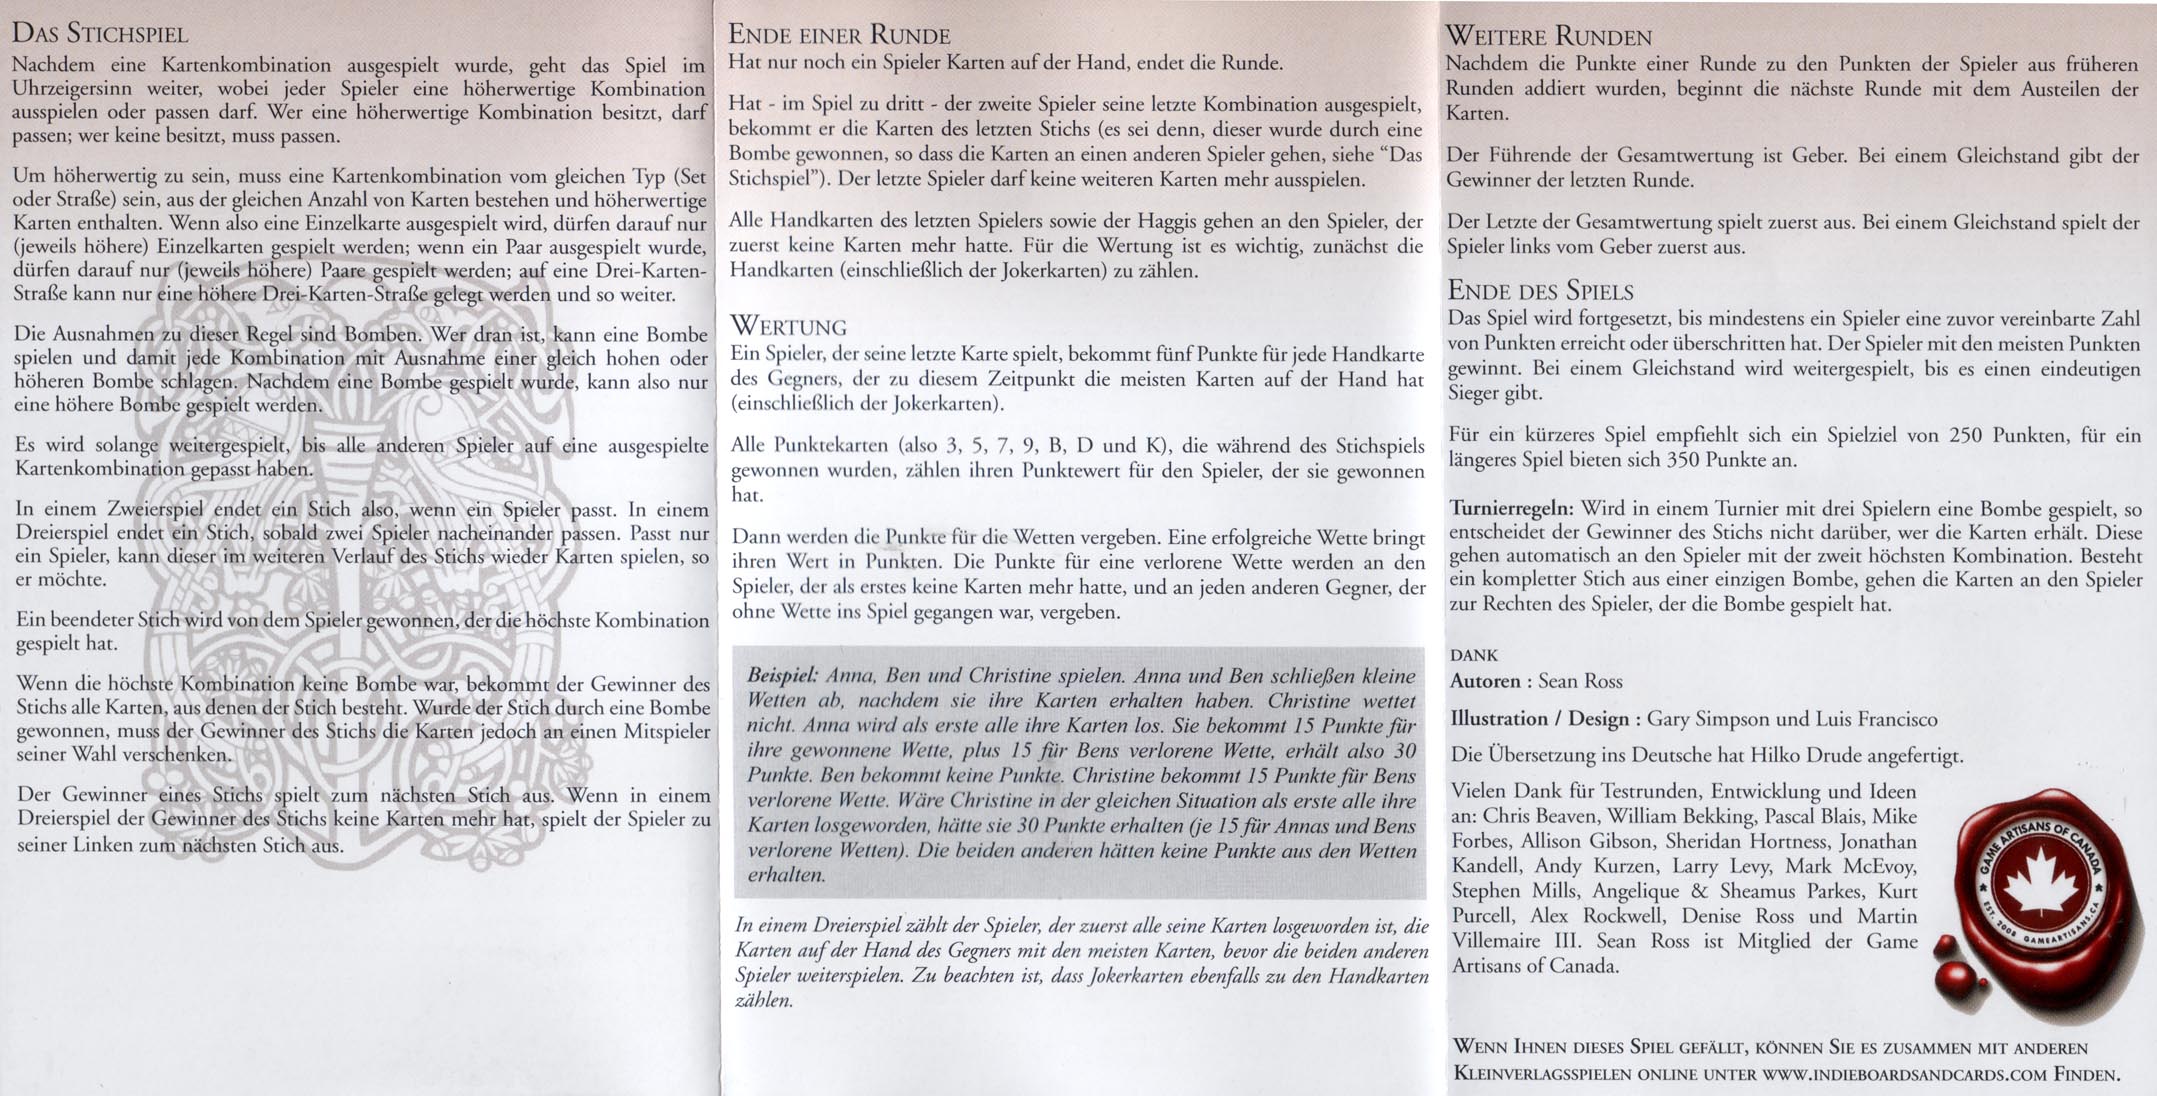 Das Stichspiel
Nachdem eine Kartenkombination ausgespielt wurde, geht das Spiel im
Uhrzeigersinn weiter, wobei jeder Spieler eine höherwertige Kombination
ausspielen oder passen darf. Wer eine höherwertige Kombination besitzt, darf
passen; wer keine besitzt, muss passen.
Um höherwertig zu sein, muss eine Kartenkombination vom gleichen Typ (Set
oder Straße) sein, aus der gleichen Anzahl von Karten bestehen und höherwertige
Karten enthalten. Wenn also eine Einzelkarte ausgespielt wird, dürfen darauf nur
(jeweils höhere) Einzelkarten gespielt werden; wenn ein Paar ausgespielt wurde,
dürfen darauf nur (jeweils höhere) Paare gespielt werden; auf eine Drei-Karten-
Straße kann nur eine höhere Drei-Karten-Straße gelegt werden und so weiter.
Die Ausnahmen zu dieser Regel sind Bomben. Wer dran ist, kann eine Bombe
spielen und damit jede Kombination mit Ausnahme einer gleich hohen oder
höheren Bombe schlagen. Nachdem eine Bombe gespielt wurde, kann also nur
eine höhere Bombe gespielt werden.
Es wird solange weitergespielt, bis alle anderen Spieler auf eine ausgespielte
Kartenkombination gepasst haben.
In einem Zweierspiel endet ein Stich also, wenn ein Spieler passt. In einem
Dreierspiel endet ein Stich, sobald zwei Spieler nacheinander passen. Passt nur
ein Spieler, kann dieser im weiteren Verlauf des Stichs wieder Karten spielen, so
er möchte.
Ein beendeter Stich wird von dem Spieler gewonnen, der die höchste Kombination
gespielt hat.
Wenn die höchste Kombination keine Bombe war, bekommt der Gewinner des
Stichs alle Karten, aus denen der Stich besteht. Wurde der Stich durch eine Bombe
gewonnen, muss der Gewinner des Stichs die Karten jedoch an einen Mitspieler
seiner Wahl verschenken.
Der Gewinner eines Stichs spielt zum nächsten Stich aus. Wenn in einem
Dreierspiel der Gewinner des Stichs keine Karten mehr hat, spielt der Spieler zu
seiner Linken zum nächsten Stich aus.
Ende einer Runde
Hat nur noch ein Spieler Karten auf der Hand, endet die Runde.
Hat - im Spiel zu dritt - der zweite Spieler seine letzte Kombination ausgespielt,
bekommt er die Karten des letzten Stichs (es sei denn, dieser wurde durch eine
Bombe gewonnen, so dass die Karten an einen anderen Spieler gehen, siehe “Das
Stichspiel”). Der letzte Spieler darf keine weiteren Karten mehr ausspielen.
Alle Handkarten des letzten Spielers sowie der Haggis gehen an den Spieler, der
zuerst keine Karten mehr hatte. Für die Wertung ist es wichtig, zunächst die
Handkarten (einschließlich der Jokerkarten) zu zählen.
Wertung
Ein Spieler, der seine letzte Karte spielt, bekommt fünf Punkte für jede Handkarte
des Gegners, der zu diesem Zeitpunkt die meisten Karten auf der Hand hat
(einschließlich der Jokerkarten).
Alle Punktekarten (also 3, 5, 7, 9, B, D und K), die während des Stichspiels
gewonnen wurden, zählen ihren Punktewert für den Spieler, der sie gewonnen
hat.
Dann werden die Punkte für die Wetten vergeben. Eine erfolgreiche Wette bringt
ihren Wert in Punkten. Die Punkte für eine verlorene Wette werden an den
Spieler, der als erstes keine Karten mehr hatte, und an jeden anderen Gegner, der
ohne Wette ins Spiel gegangen war, vergeben.
Beispiel: Anna, Ben und Christine spielen. Anna und Ben schließen kleine
Wetten ab, nachdem sie ihre Karten erhalten haben. Christine wettet
nicht. Anna wird als erste alle ihre Karten los. Sie bekommt 15 Punkte für
ihre gewonnene Wette, plus 15 für Bens verlorene Wette, erhält also 30
Punkte. Ben bekommt keine Punkte. Christine bekommt 15 Punkte für Bens
verlorene Wette. Wäre Christine in der gleichen Situation als erste alle ihre
Karten losgeworden, hätte sie 30 Punkte erhalten (je 15 für Annas und Bens
verlorene Wetten). Die beiden anderen hätten keine Punkte aus den Wetten
erhalten.
In einem Dreierspiel zählt der Spieler, der zuerst alle seine Karten losgeworden ist, die
Karten auf der Hand des Gegners mit den meisten Karten, bevor die beiden anderen
Spieler weiterspielen. Zu beachten ist, dass Jokerkarten ebenfalls zu den Handkarten
zählen.
Weitere Runden
Nachdem die Punkte einer Runde zu den Punkten der Spieler aus früheren
Runden addiert wurden, beginnt die nächste Runde mit dem Austeilen der
Karten.
Der Führende der Gesamtwertung ist Geber. Bei einem Gleichstand gibt der
Gewinner der letzten Runde.
Der Letzte der Gesamtwertung spielt zuerst aus. Bei einem Gleichstand spielt der
Spieler links vom Geber zuerst aus.
Ende des Spiels
Das Spiel wird fortgesetzt, bis mindestens ein Spieler eine zuvor vereinbarte Zahl
von Punkten erreicht oder überschritten hat. Der Spieler mit den meisten Punkten
gewinnt. Bei einem Gleichstand wird weitergespielt, bis es einen eindeutigen
Sieger gibt.
Für ein kürzeres Spiel empfiehlt sich ein Spielziel von 250 Punkten, für ein
längeres Spiel bieten sich 350 Punkte an.
Turnierregeln: Wird in einem Turnier mit drei Spielern eine Bombe gespielt, so
entscheidet der Gewinner des Stichs nicht darüber, wer die Karten erhält. Diese
gehen automatisch an den Spieler mit der zweit höchsten Kombination. Besteht
ein kompletter Stich aus einer einzigen Bombe, gehen die Karten an den Spieler
zur Rechten des Spieler, der die Bombe gespielt hat.
dank
Autoren : Sean Ross
Illustration / Design : Gary Simpson und Luis Francisco
Die Übersetzung ins Deutsche hat Hilko Drude angefertigt.
Vielen Dank für Testrunden, Entwicklung und Ideen
an: Chris Beaven, William Bekking, Pascal Blais, Mike
Forbes, Allison Gibson, Sheridan Hortness, Jonathan
Kandell, Andy Kurzen, Larry Levy, Mark McEvoy,
Stephen Mills, Angelique & Sheamus Parkes, Kurt
Purcell, Alex Rockwell, Denise Ross und Martin
Villemaire III. Sean Ross ist Mitglied der Game
Artisans of Canada.
GAME ARTISANS OF CANADA
EST. 2008 GAMEARTISANS.CA
Wenn Ihnen dieses Spiel gefällt, können Sie es zusammen mit anderen
Kleinverlagsspielen online unter www.indieboardsandcards.com Finden.